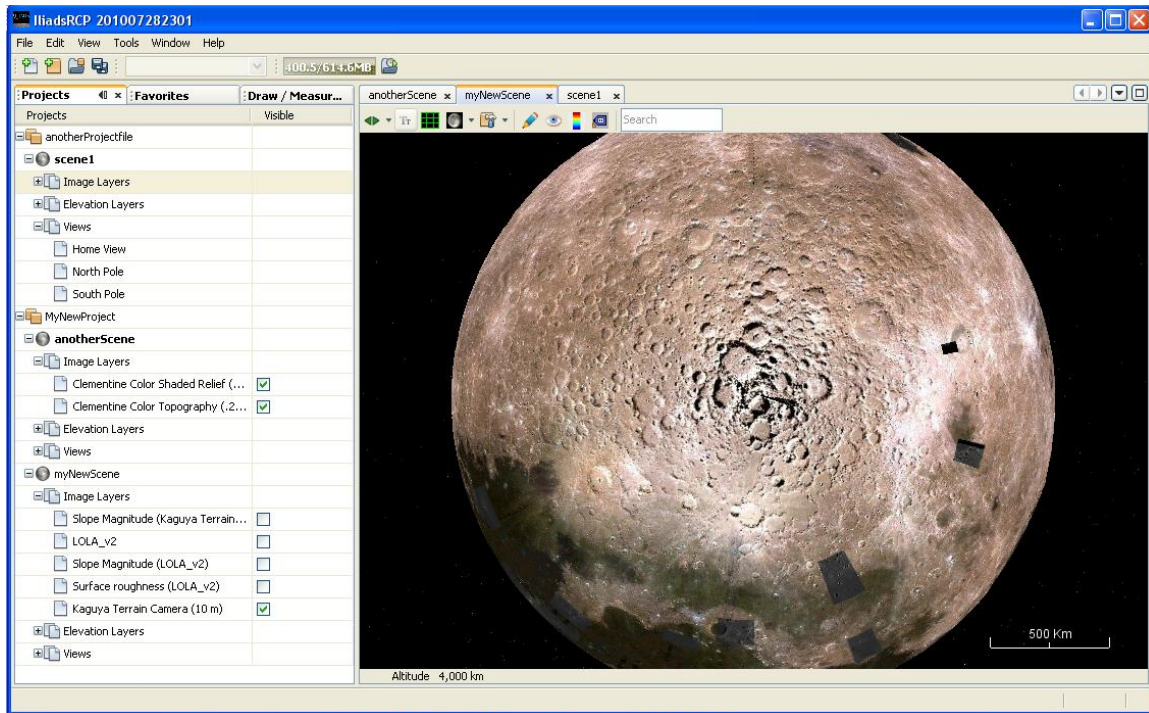 IliadsRCP 201007282301
File Edit View Tools Window Help
400.5/614.6MB
Projects Favorites Draw / Measur...
Projects Visible
anotherProjectfile
scene1
Image Layers
Elevation Layers
Views
Home View
North Pole
South Pole
MyNewProject
anotherScene
Image Layers
Clementine Color Shaded Relief (...
Clementine Color Topography (.2...
Elevation Layers
Views
myNewScene
Image Layers
Slope Magnitude (Kaguya Terrain...
LOLA_v2
Slope Magnitude (LOLA_v2)
Surface roughness (LOLA_v2)
Kaguya Terrain Camera (10 m)
Elevation Layers
Views
anotherScene myNewScene scene1
Tr Search
500 Km
Altitude 4,000 km